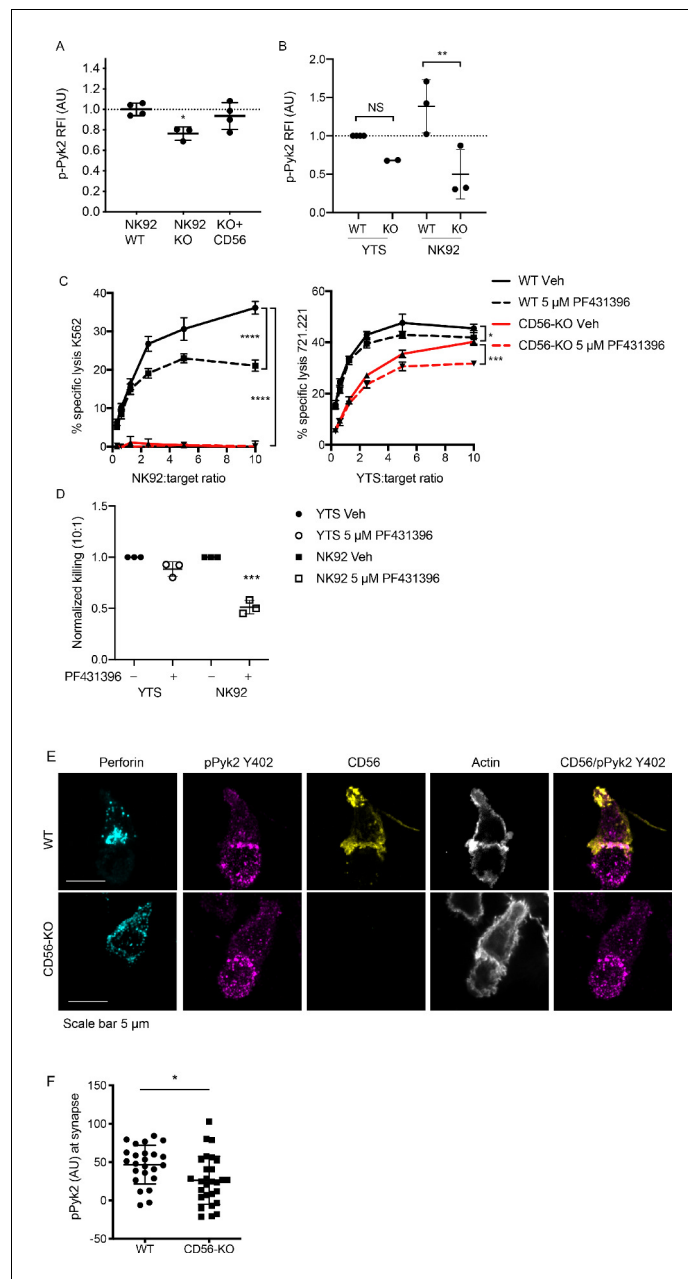 A
p-Pyk2 RFI (AU)
1.4
1.2
1.0
0.8
0.6
0.4
0.2
0.0
*
NK92 NK92 KO+
WT KO CD56
B
p-Pyk2 RFI (AU)
2.0
1.5
1.0
0.5
0.0
NS
**
WT KO WT KO
YTS NK92
C
% specific lysis K562
40
30
20
10
0
****
****
0 2 4 6 8 10
NK92:target ratio
% specific lysis 721.221
60
40
20
0
*
***
0 2 4 6 8 10
YTS:target ratio
WT Veh
WT 5 µM PF431396
CD56-KO Veh
CD56-KO 5 µM PF431396
D
Normalized killing (10:1)
1.5
1.0
0.5
0.0
***
PF431396 – + – +
YTS NK92
YTS Veh
YTS 5 µM PF431396
NK92 Veh
NK92 5 µM PF431396
E
Perforin pPyk2 Y402 CD56 Actin CD56/pPyk2 Y402
WT
CD56-KO
Scale bar 5 µm
F
pPyk2 (AU) at synapse
150
100
50
0
-50
*
WT CD56-KO